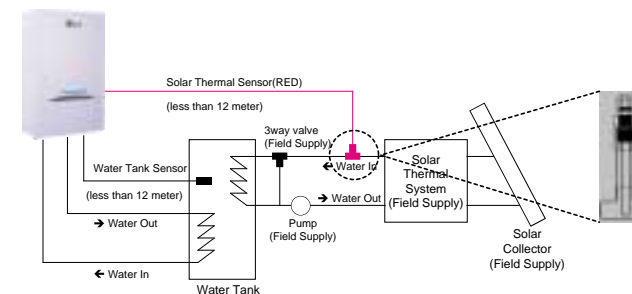 Solar Thermal Sensor(RED)
(less than 12 meter)
3way valve
(Field Supply)
← Water In
Solar
Thermal
System
(Field Supply)
Water Tank Sensor
(less than 12 meter)
→ Water Out
Pump
(Field Supply)
→ Water Out
← Water In
Water Tank
Solar
Collector
(Field Supply)